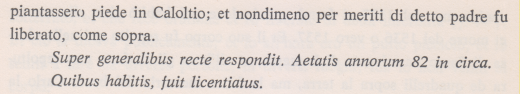 piantassero piede in Caloltio; et nondimeno per meriti di detto padre fu
liberato, come sopra.
Super generalibus recte respondit. Aetatis annorum 82 in circa.
Quibus habitis, fuit licentiatus.